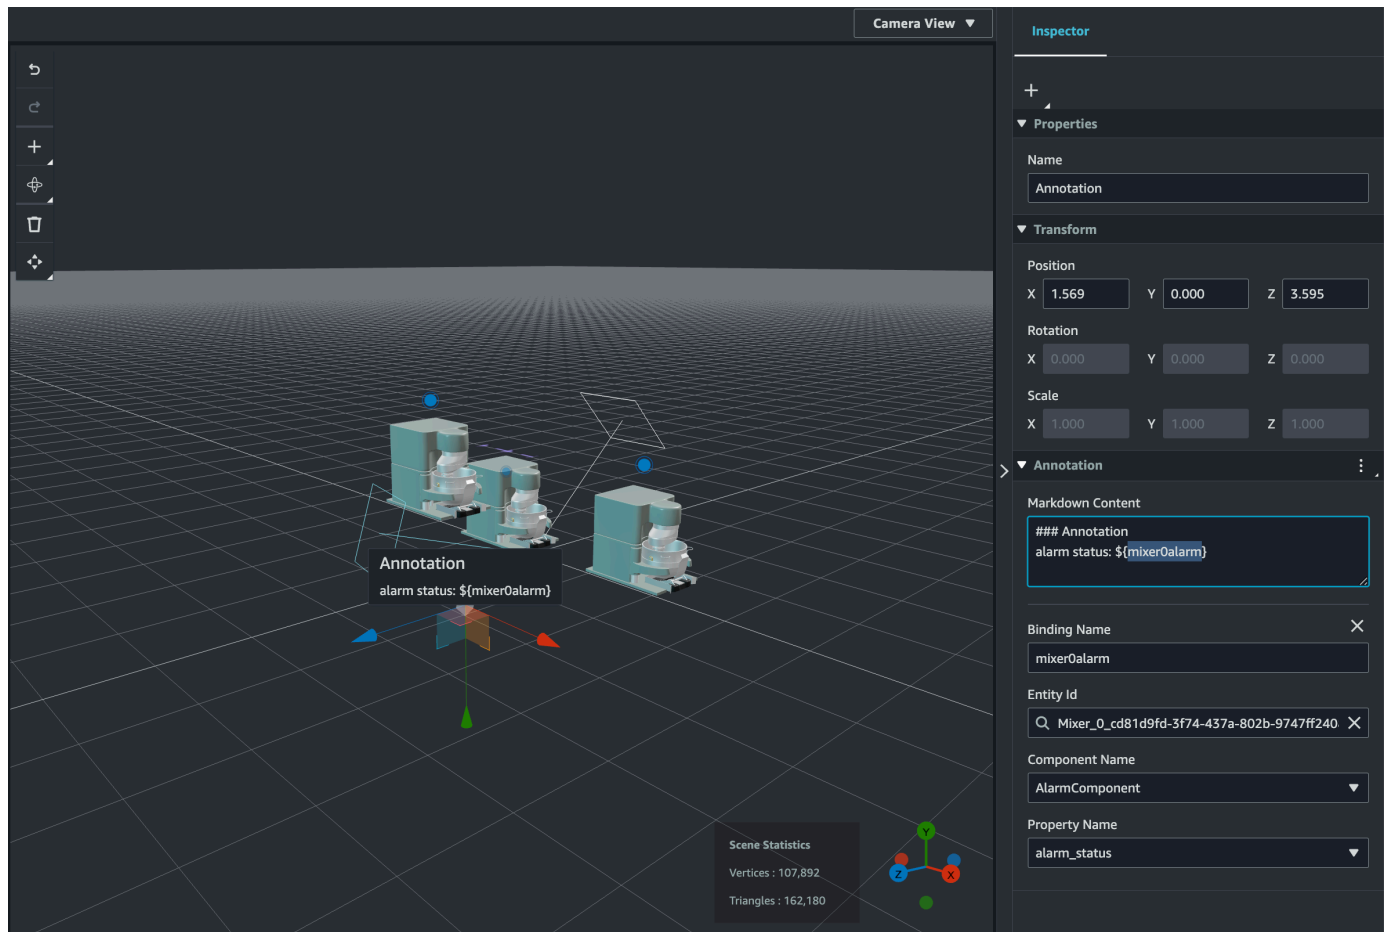 Camera View
Inspector
Properties
Name
Annotation
Transform
Position
X 1.569 Y 0.000 Z 3.595
Rotation
X 0.000 Y 0.000 Z 0.000
Scale
X 1.000 Y 1.000 Z 1.000
Annotation
Markdown Content
### Annotation
alarm status: ${mixer0alarm}
Binding Name
mixer0alarm
Entity Id
Mixer_0_cd81d9fd-3f74-437a-802b-9747ff240
Component Name
AlarmComponent
Property Name
alarm_status
Annotation
alarm status: ${mixer0alarm}
Scene Statistics
Vertices : 107,892
Triangles : 162,180
Y
Z
X